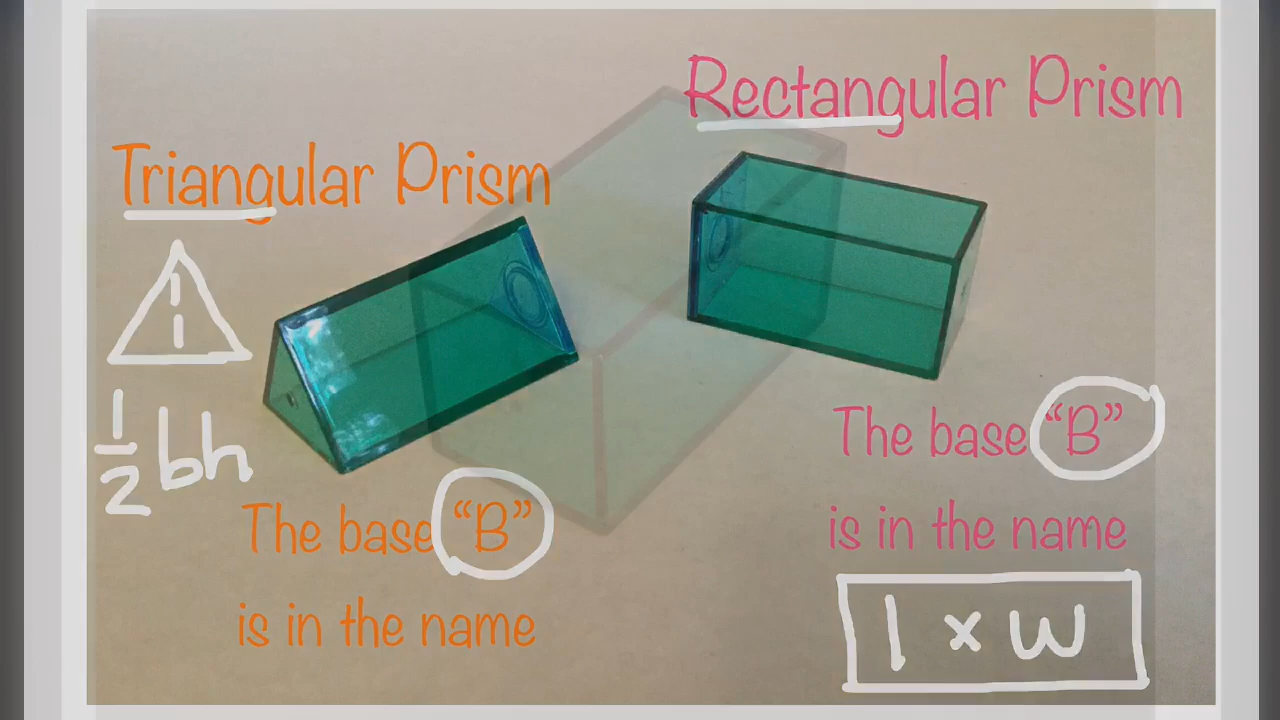 Rectangular Prism
Triangular Prism
1/2 bh
The base "B"
is in the name
The base "B"
is in the name
l x w